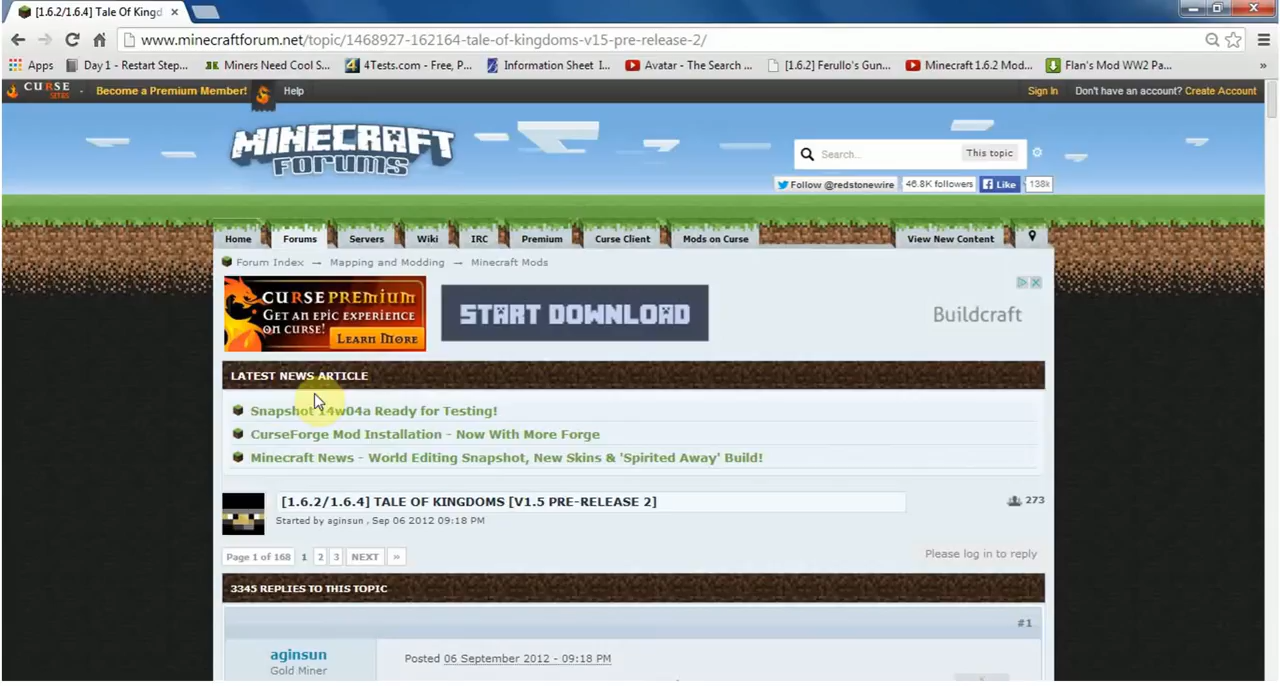 [1.6.2/1.6.4] Tale Of Kingd
www.minecraftforum.net/topic/1468927-162164-tale-of-kingdoms-v15-pre-release-2/
Apps Day 1 - Restart Step... Miners Need Cool S... 4Tests.com - Free, P... Information Sheet I... Avatar - The Search ... [1.6.2] Ferullo's Gun... Minecraft 1.6.2 Mod... Flan's Mod WW2 Pa... »
CURSE SITES Become a Premium Member! Help Sign In Don't have an account? Create Account
MINECRAFT
FORUMS
Search... This topic
Follow @redstonewire 46.8K followers Like 138k
Home Forums Servers Wiki IRC Premium Curse Client Mods on Curse View New Content
Forum Index → Mapping and Modding → Minecraft Mods
CURSE PREMIUM
GET AN EPIC EXPERIENCE
ON CURSE!
LEARN MORE
START DOWNLOAD
Buildcraft
LATEST NEWS ARTICLE
Snapshot 14w04a Ready for Testing!
CurseForge Mod Installation - Now With More Forge
Minecraft News - World Editing Snapshot, New Skins & 'Spirited Away' Build!
[1.6.2/1.6.4] TALE OF KINGDOMS [V1.5 PRE-RELEASE 2] 273
Started by aginsun , Sep 06 2012 09:18 PM
Page 1 of 168 1 2 3 NEXT » Please log in to reply
3345 REPLIES TO THIS TOPIC
#1
aginsun
Posted 06 September 2012 - 09:18 PM
Gold Miner